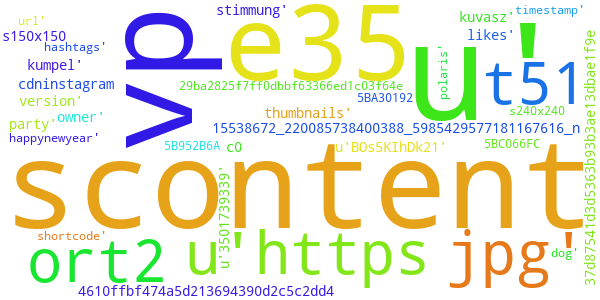 url'
stimmung'
vp
e35
u'
kuvasz'
timestamp'
s150x150
hashtags'
likes'
kumpel'
cdninstagram
29ba2825f7ff0dbbf63366ed1c03f64e
polaris'
t51
version'
5BA30192
party'
owner'
thumbnails'
s240x240
happynewyear'
15538672_220085738400388_5985429577181167616_n
5B952B6A
c0
u'BOs5KIhDk21'
5BC066FC
37d87541d3d5363b93b3ae13dbae1f9e
scontent
u'3501739339'
shortcode'
ort2
u'https
jpg'
dog'
4610ffbf474a5d213694390d2c5c2dd4